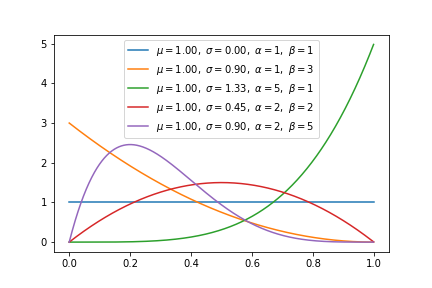 μ = 1.00, σ = 0.00, α = 1, β = 1
μ = 1.00, σ = 0.90, α = 1, β = 3
μ = 1.00, σ = 1.33, α = 5, β = 1
μ = 1.00, σ = 0.45, α = 2, β = 2
μ = 1.00, σ = 0.90, α = 2, β = 5
5
4
3
2
1
0
0.0 0.2 0.4 0.6 0.8 1.0